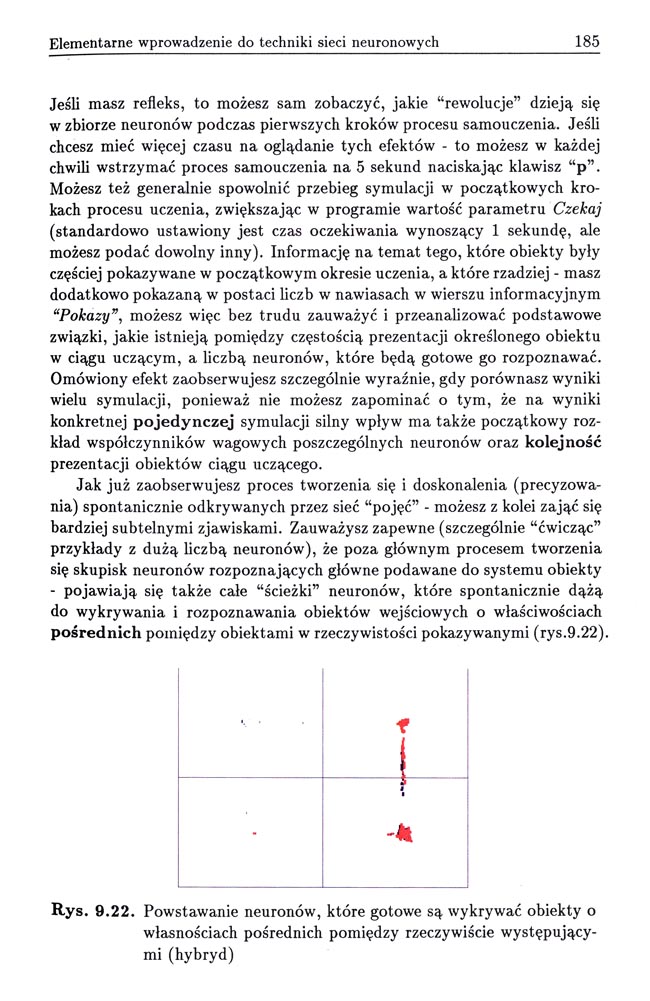 Elementarne wprowadzenie do techniki sieci neuronowych 185
Jeśli masz refleks, to możesz sam zobaczyć, jakie “rewolucje” dzieją się
w zbiorze neuronów podczas pierwszych kroków procesu samouczenia. Jeśli
chcesz mieć więcej czasu na oglądanie tych efektów - to możesz w każdej
chwili wstrzymać proces samouczenia na 5 sekund naciskając klawisz “p”.
Możesz też generalnie spowolnić przebieg symulacji w początkowych kro-
kach procesu uczenia, zwiększając w programie wartość parametru Czekaj
(standardowo ustawiony jest czas oczekiwania wynoszący 1 sekundę, ale
możesz podać dowolny inny). Informację na temat tego, które obiekty były
częściej pokazywane w początkowym okresie uczenia, a które rzadziej - masz
dodatkowo pokazaną w postaci liczb w nawiasach w wierszu informacyjnym
“Pokazy”, możesz więc bez trudu zauważyć i przeanalizować podstawowe
związki, jakie istnieją pomiędzy częstością prezentacji określonego obiektu
w ciągu uczącym, a liczbą neuronów, które będą gotowe go rozpoznawać.
Omówiony efekt zaobserwujesz szczególnie wyraźnie, gdy porównasz wyniki
wielu symulacji, ponieważ nie możesz zapominać o tym, że na wyniki
konkretnej pojedynczej symulacji silny wpływ ma także początkowy roz-
kład współczynników wagowych poszczególnych neuronów oraz kolejność
prezentacji obiektów ciągu uczącego.
Jak już zaobserwujesz proces tworzenia się i doskonalenia (precyzowa-
nia) spontanicznie odkrywanych przez sieć “pojęć” - możesz z kolei zająć się
bardziej subtelnymi zjawiskami. Zauważysz zapewne (szczególnie “ćwicząc”
przykłady z dużą liczbą neuronów), że poza głównym procesem tworzenia
się skupisk neuronów rozpoznających główne podawane do systemu obiekty
- pojawiają się także całe “ścieżki” neuronów, które spontanicznie dążą
do wykrywania i rozpoznawania obiektów wejściowych o właściwościach
pośrednich pomiędzy obiektami w rzeczywistości pokazywanymi (rys.9.22).
Rys. 9.22. Powstawanie neuronów, które gotowe są wykrywać obiekty o
własnościach pośrednich pomiędzy rzeczywiście występujący-
mi (hybryd)